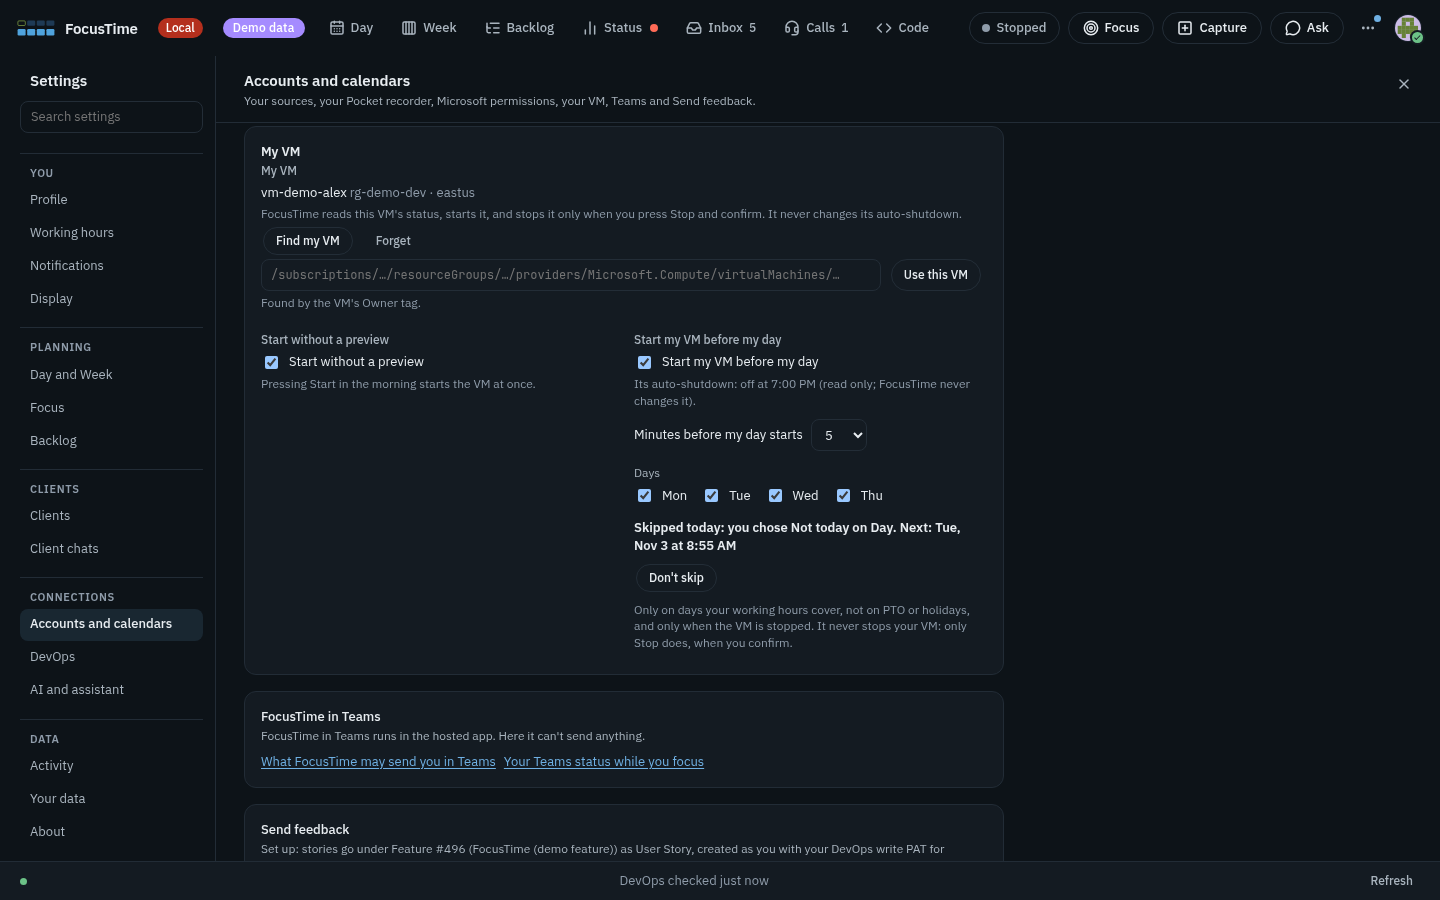 FocusTime
Local
Demo data
Day
Week
Backlog
Status
Inbox 5
Calls 1
Code
Stopped
Focus
Capture
Ask
Settings
Search settings
YOU
Profile
Working hours
Notifications
Display
PLANNING
Day and Week
Focus
Backlog
CLIENTS
Clients
Client chats
CONNECTIONS
Accounts and calendars
DevOps
AI and assistant
DATA
Activity
Your data
About
Accounts and calendars
Your sources, your Pocket recorder, Microsoft permissions, your VM, Teams and Send feedback.
My VM
My VM
vm-demo-alex rg-demo-dev · eastus
FocusTime reads this VM's status, starts it, and stops it only when you press Stop and confirm. It never changes its auto-shutdown.
Find my VM
Forget
/subscriptions/…/resourceGroups/…/providers/Microsoft.Compute/virtualMachines/…
Use this VM
Found by the VM's Owner tag.
Start without a preview
Start without a preview
Pressing Start in the morning starts the VM at once.
Start my VM before my day
Start my VM before my day
Its auto-shutdown: off at 7:00 PM (read only; FocusTime never
changes it).
Minutes before my day starts 5
Days
Mon Tue Wed Thu
Skipped today: you chose Not today on Day. Next: Tue,
Nov 3 at 8:55 AM
Don't skip
Only on days your working hours cover, not on PTO or holidays,
and only when the VM is stopped. It never stops your VM: only
Stop does, when you confirm.
FocusTime in Teams
FocusTime in Teams runs in the hosted app. Here it can't send anything.
What FocusTime may send you in Teams Your Teams status while you focus
Send feedback
Set up: stories go under Feature #496 (FocusTime (demo feature)) as User Story, created as you with your DevOps write PAT for
DevOps checked just now
Refresh